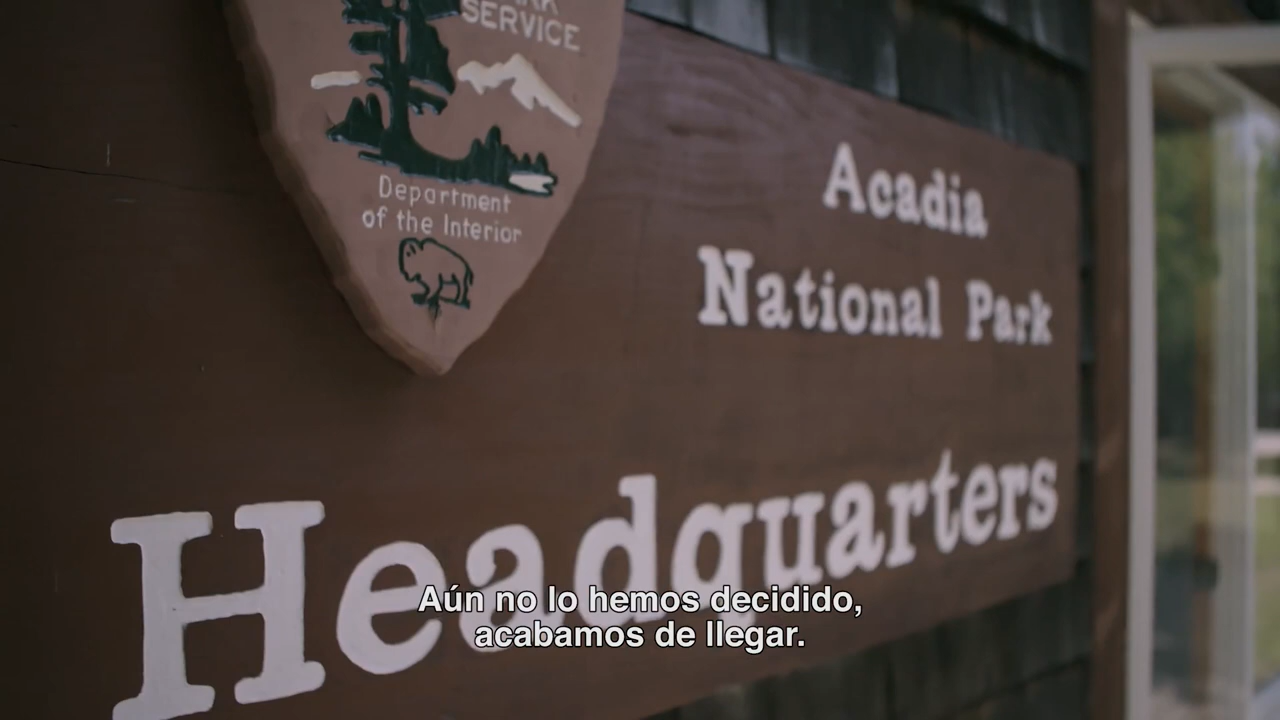 SERVICE
Department
of the Interior
Acadia
National Park
Headquarters
Aún no lo hemos decidido,
acabamos de llegar.